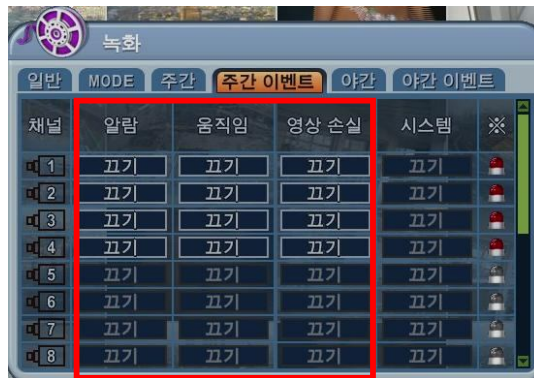 녹화
일반 MODE 주간 주간 이벤트 야간 야간 이벤트
채널 알람 움직임 영상 손실 시스템 ※
1 끄기 끄기 끄기 끄기
2 끄기 끄기 끄기 끄기
3 끄기 끄기 끄기 끄기
4 끄기 끄기 끄기 끄기
5 끄기 끄기 끄기 끄기
6 끄기 끄기 끄기 끄기
7 끄기 끄기 끄기 끄기
8 끄기 끄기 끄기 끄기